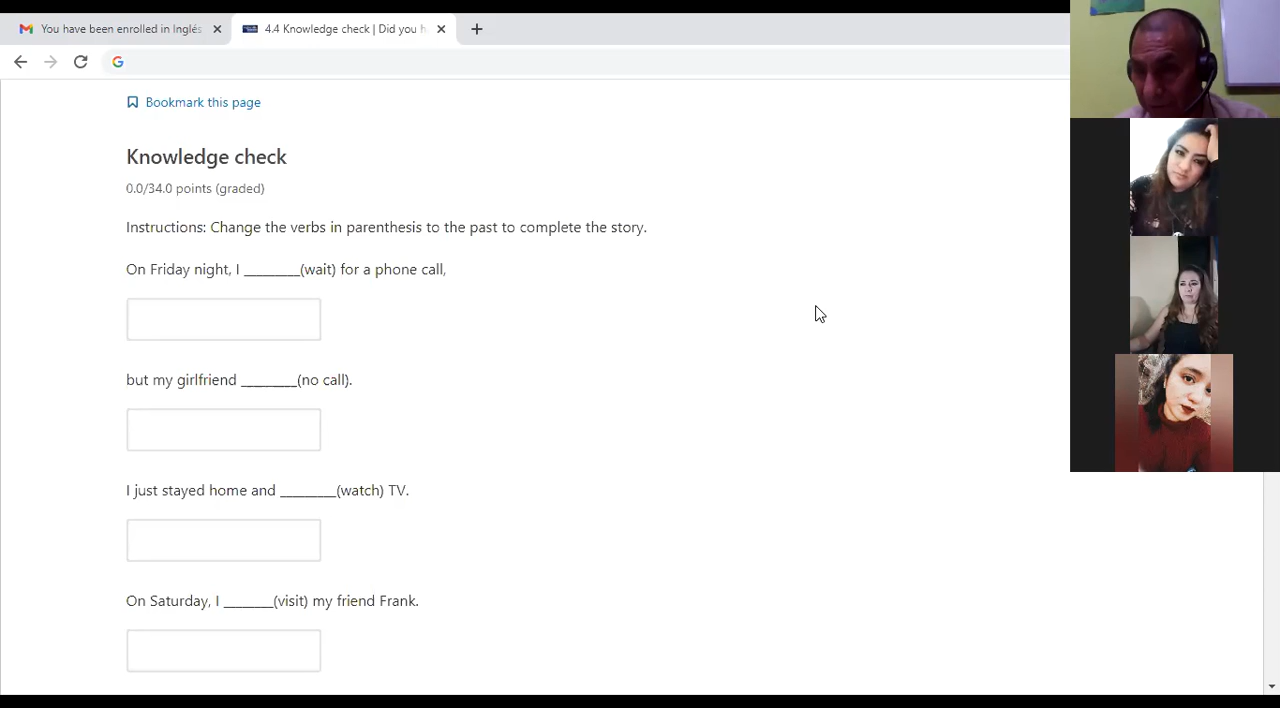 You have been enrolled in Inglés
4.4 Knowledge check | Did you h
Bookmark this page
Knowledge check
0.0/34.0 points (graded)
Instructions: Change the verbs in parenthesis to the past to complete the story.
On Friday night, I ________(wait) for a phone call,
but my girlfriend ________(no call).
I just stayed home and ________(watch) TV.
On Saturday, I _______(visit) my friend Frank.